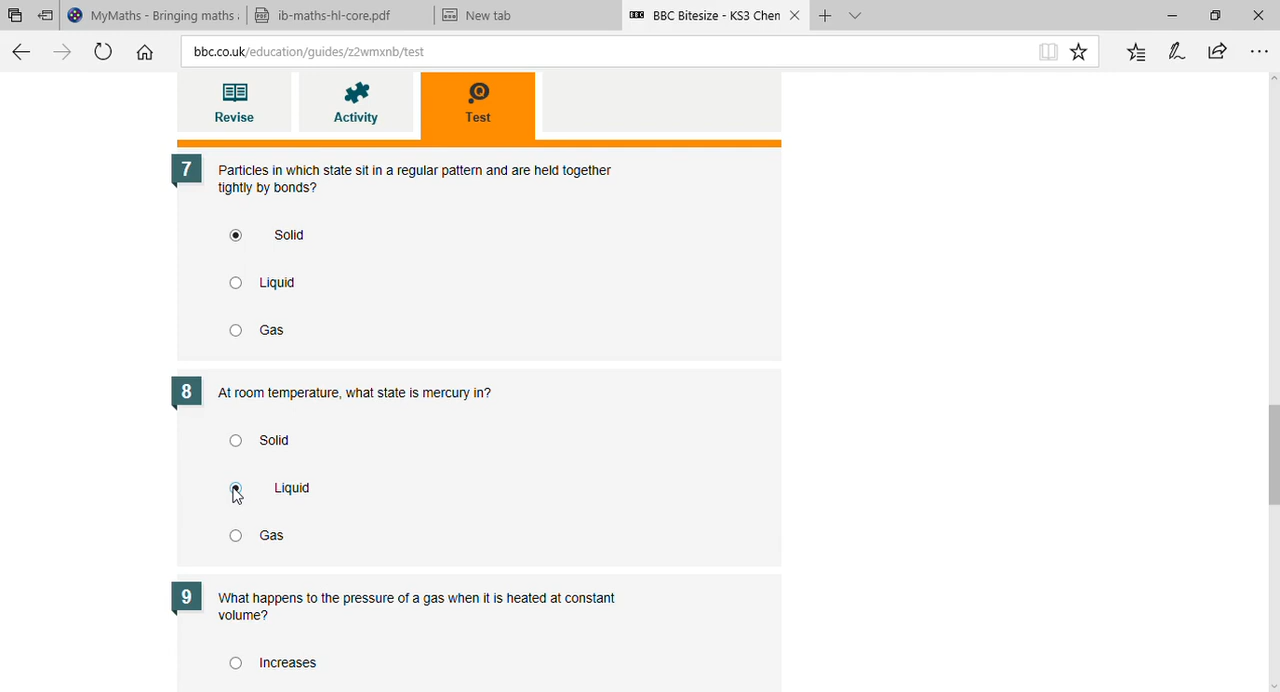 MyMaths - Bringing maths a
ib-maths-hl-core.pdf
New tab
BBC Bitesize - KS3 Chem
bbc.co.uk/education/guides/z2wmxnb/test
Revise
Activity
Test
7
Particles in which state sit in a regular pattern and are held together
tightly by bonds?
Solid
Liquid
Gas
8
At room temperature, what state is mercury in?
Solid
Liquid
Gas
9
What happens to the pressure of a gas when it is heated at constant
volume?
Increases